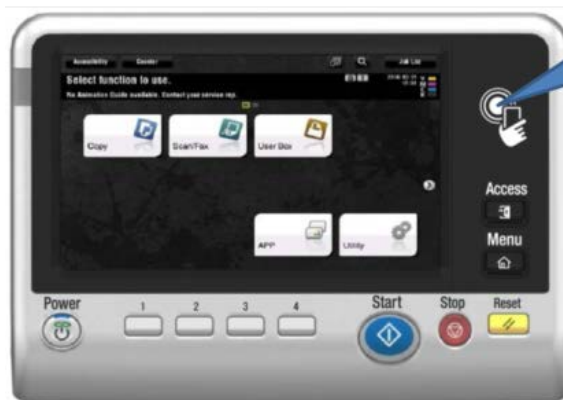 Accessibility Counter Job List
Select function to use.
No Animation Guide available. Contact your service rep.
Copy Scan/Fax User Box
Access
APP Utility
Menu
Power 1 2 3 4 Start Stop Reset